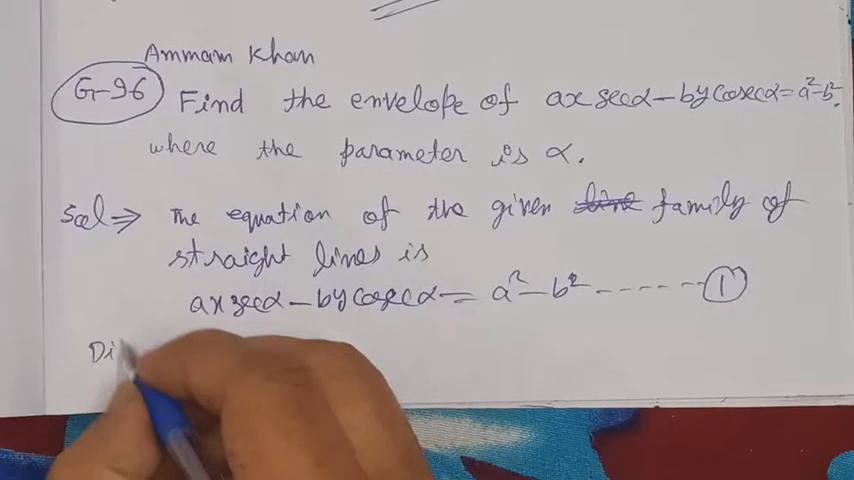 Ammam Khan
G-96 Find the envelope of ax secα - by cosecα = a² - b².
where the parameter is α.
Sol ⇒ The equation of the given line family of
straight lines is
ax secα - by cosecα = a² - b² ------- 1
Di